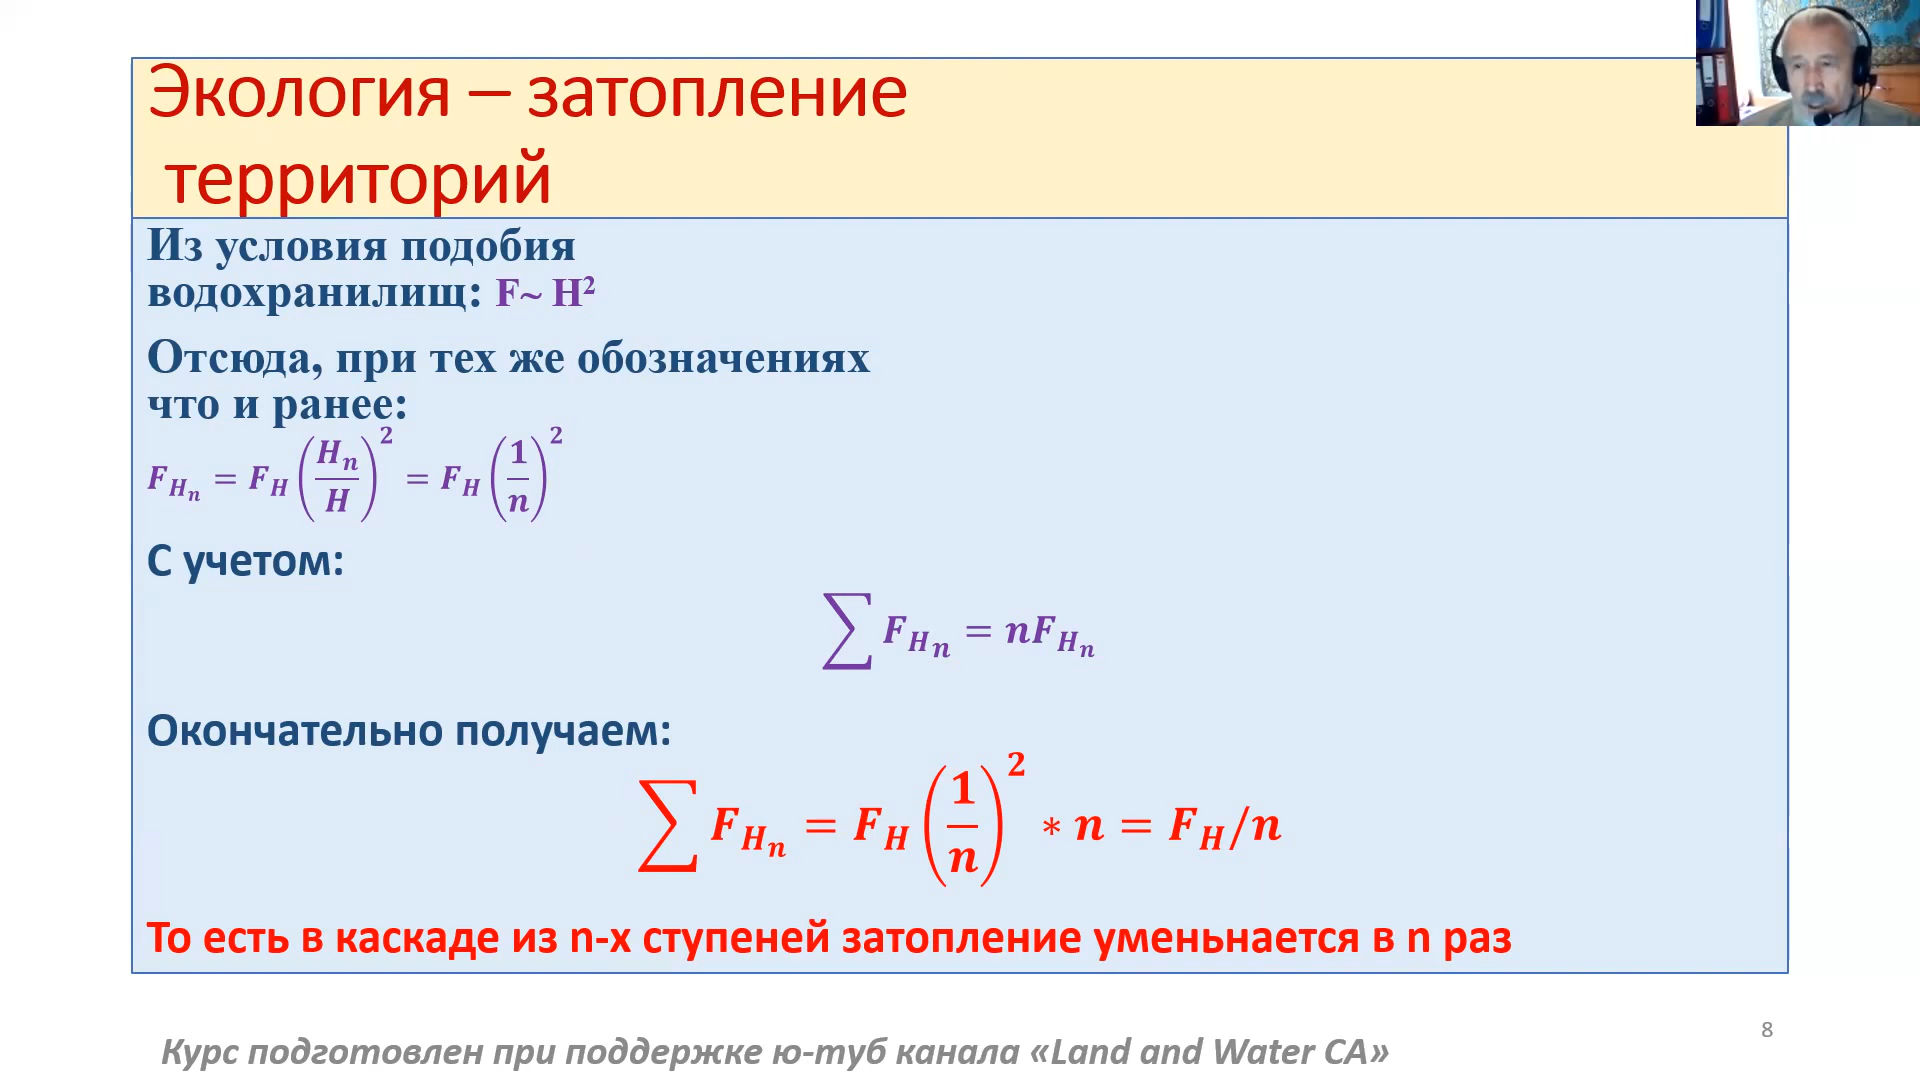 Экология – затопление
территорий
Из условия подобия
водохранилищ: F~ H²
Отсюда, при тех же обозначениях
что и ранее:
F_{H_n} = F_H (H_n/H)² = F_H (1/n)²
С учетом:
∑ F_{H_n} = nF_{H_n}
Окончательно получаем:
∑ F_{H_n} = F_H (1/n)² * n = F_H/n
То есть в каскаде из n-х ступеней затопление уменьнается в n раз
Курс подготовлен при поддержке ю-туб канала «Land and Water CA»
8